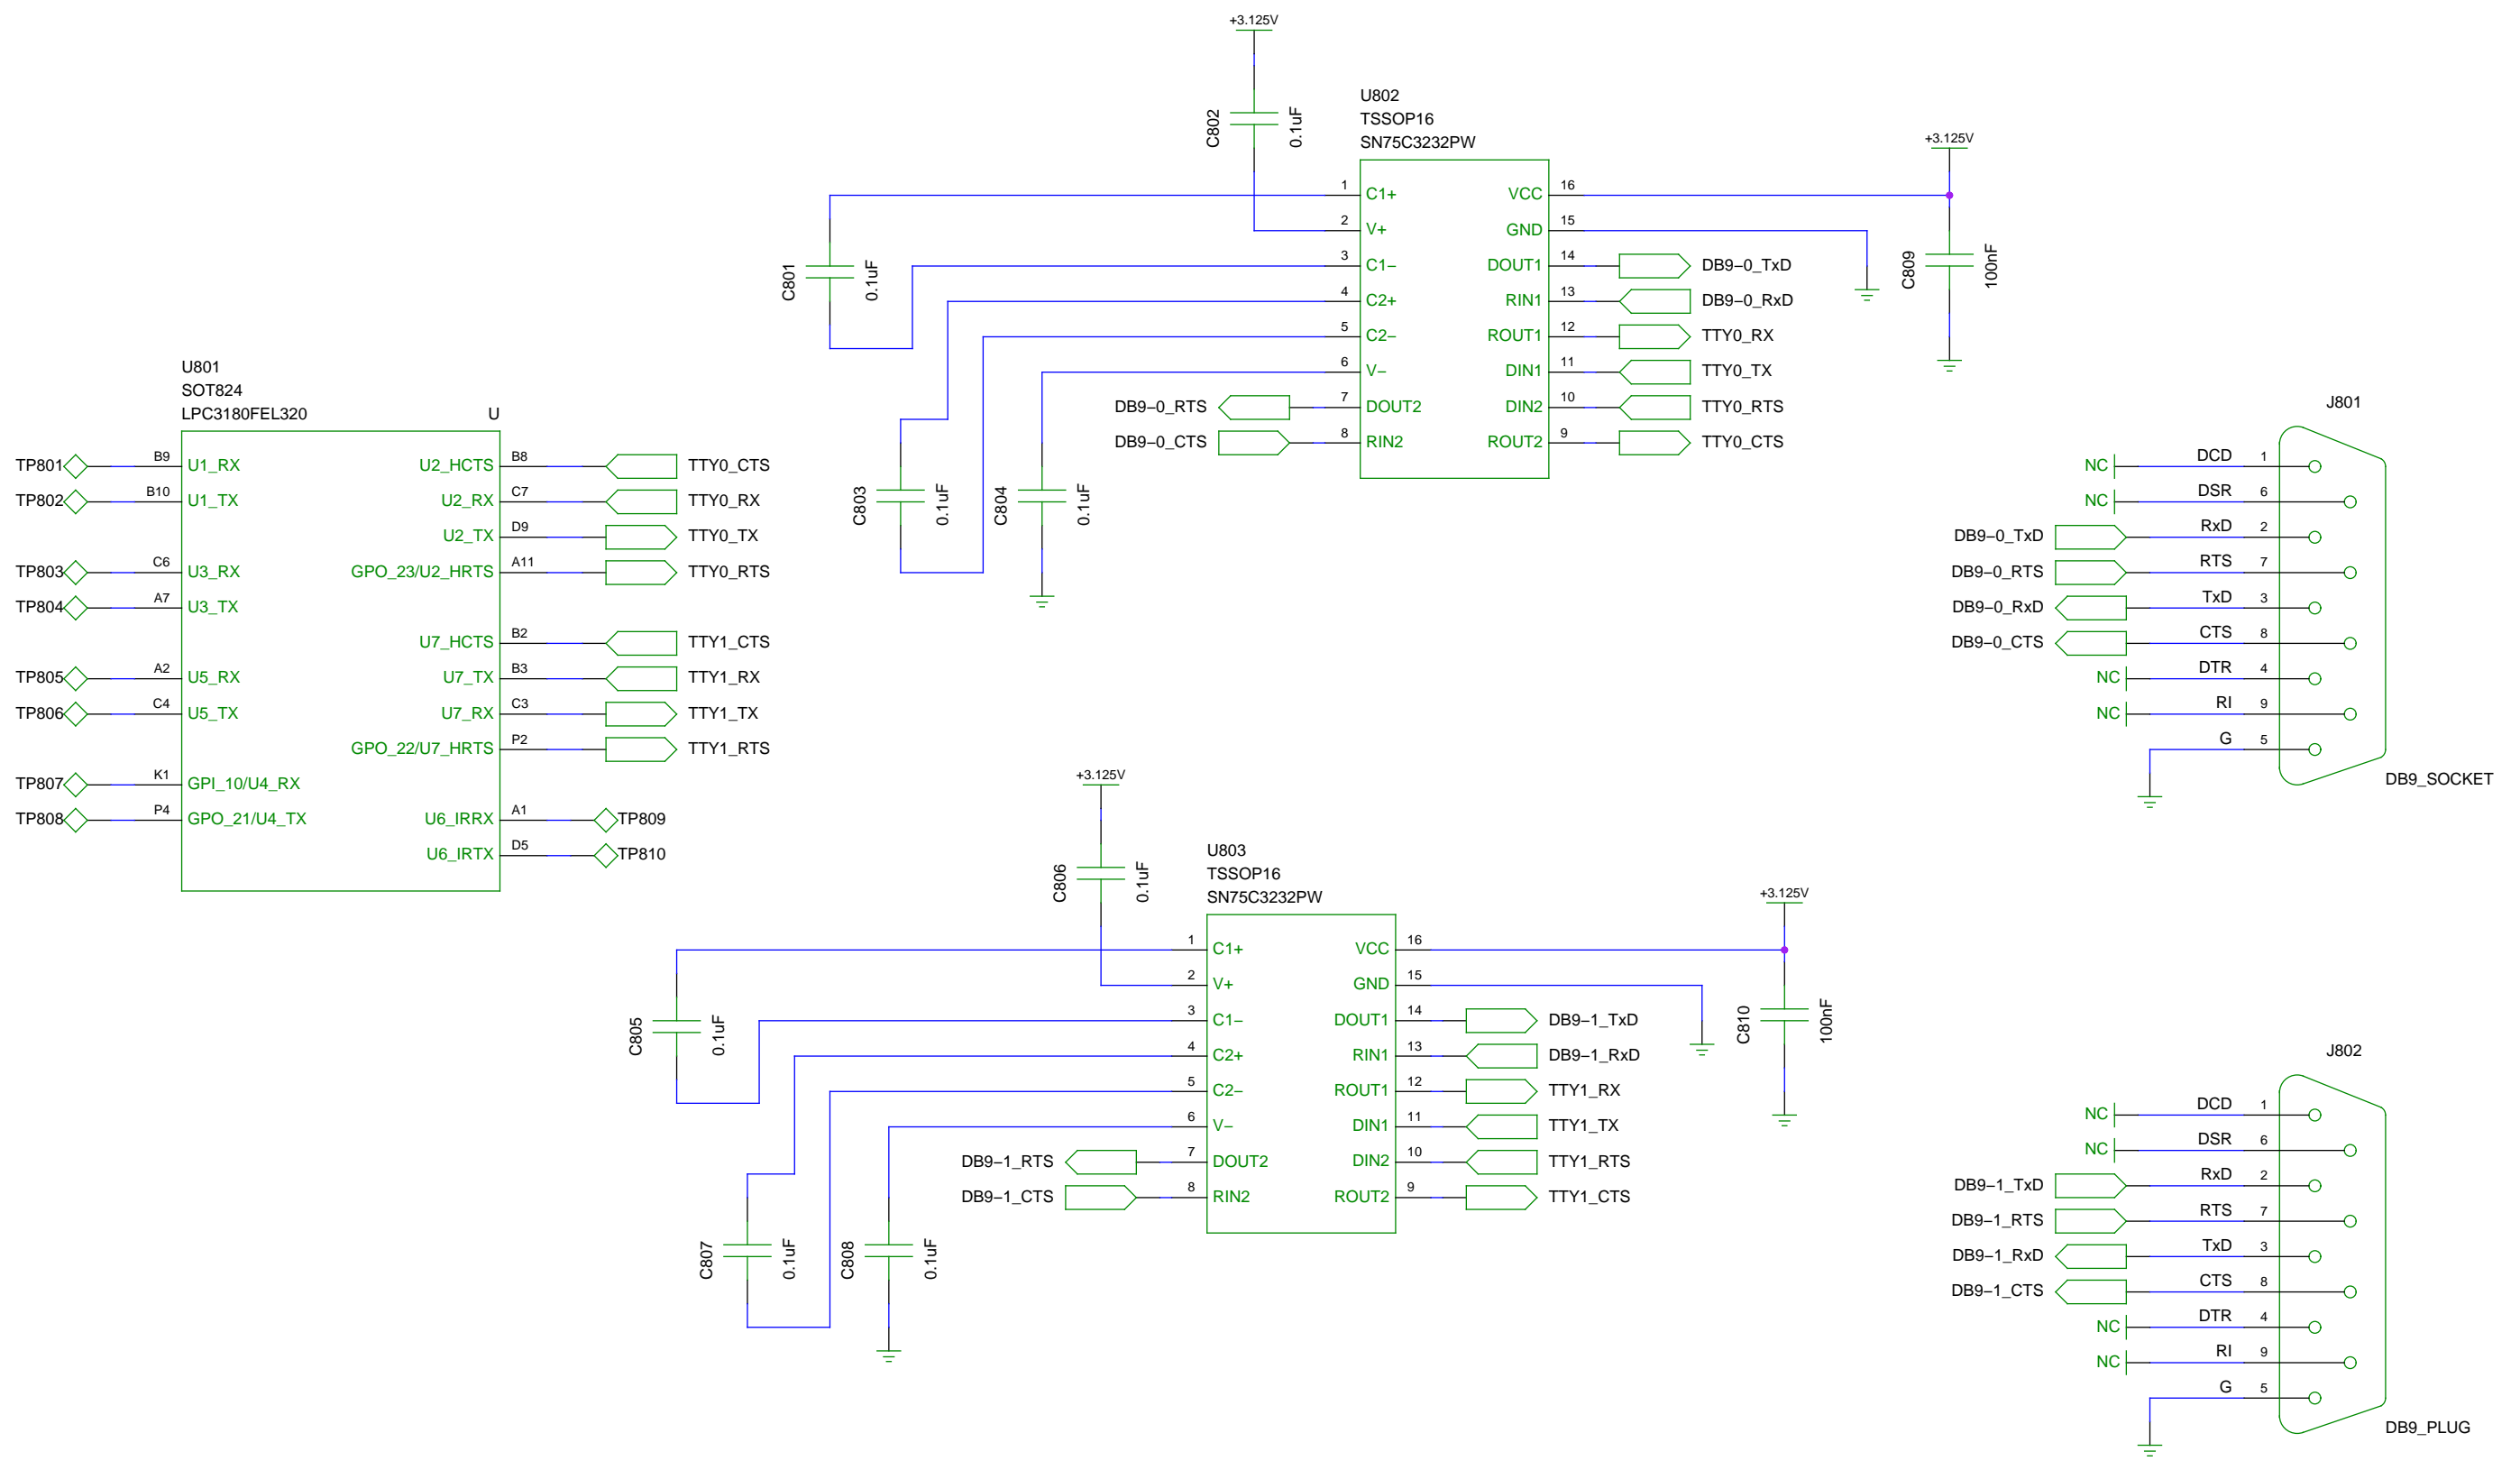 U801
SOT824
LPC3180FEL320 U
TP801 B9 U1_RX U2_HCTS B8 TTY0_CTS
TP802 B10 U1_TX U2_RX C7 TTY0_RX
U2_TX D9 TTY0_TX
TP803 C6 U3_RX GPO_23/U2_HRTS A11 TTY0_RTS
TP804 A7 U3_TX
U7_HCTS B2 TTY1_CTS
TP805 A2 U5_RX U7_TX B3 TTY1_RX
TP806 C4 U5_TX U7_RX C3 TTY1_TX
GPO_22/U7_HRTS P2 TTY1_RTS
TP807 K1 GPI_10/U4_RX
TP808 P4 GPO_21/U4_TX U6_IRRX A1 TP809
U6_IRTX D5 TP810
+3.125V
C802 0.1uF
U802
TSSOP16
SN75C3232PW
+3.125V
1 C1+ VCC 16
2 V+ GND 15
3 C1− DOUT1 14 DB9−0_TxD
4 C2+ RIN1 13 DB9−0_RxD
5 C2− ROUT1 12 TTY0_RX
6 V− DIN1 11 TTY0_TX
DB9−0_RTS 7 DOUT2 DIN2 10 TTY0_RTS
DB9−0_CTS 8 RIN2 ROUT2 9 TTY0_CTS
C801 0.1uF
C809 100nF
C803 0.1uF
C804 0.1uF
J801
NC DCD 1
NC DSR 6
DB9−0_TxD RxD 2
DB9−0_RTS RTS 7
DB9−0_RxD TxD 3
DB9−0_CTS CTS 8
NC DTR 4
NC RI 9
G 5
DB9_SOCKET
+3.125V
C806 0.1uF
U803
TSSOP16
SN75C3232PW
+3.125V
1 C1+ VCC 16
2 V+ GND 15
3 C1− DOUT1 14 DB9−1_TxD
4 C2+ RIN1 13 DB9−1_RxD
5 C2− ROUT1 12 TTY1_RX
6 V− DIN1 11 TTY1_TX
DB9−1_RTS 7 DOUT2 DIN2 10 TTY1_RTS
DB9−1_CTS 8 RIN2 ROUT2 9 TTY1_CTS
C805 0.1uF
C810 100nF
C807 0.1uF
C808 0.1uF
J802
NC DCD 1
NC DSR 6
DB9−1_TxD RxD 2
DB9−1_RTS RTS 7
DB9−1_RxD TxD 3
DB9−1_CTS CTS 8
NC DTR 4
NC RI 9
G 5
DB9_PLUG